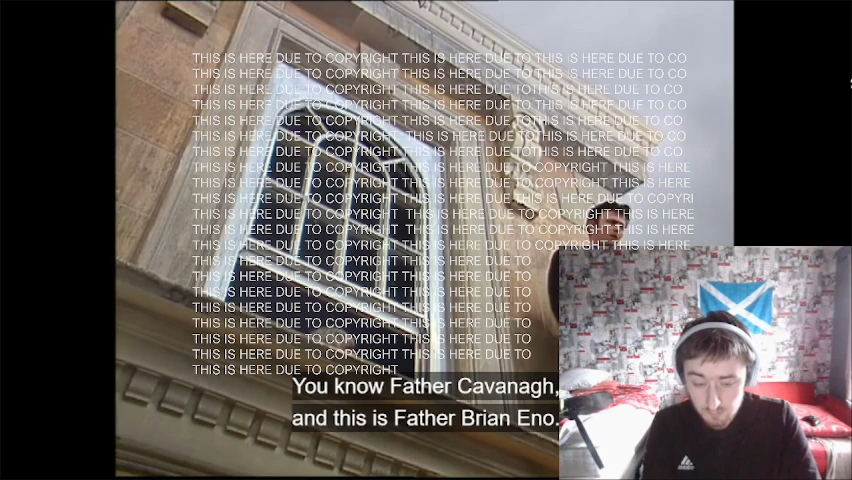 THIS IS HERE DUE TO COPYRIGHT THIS IS HERE DUE TO THIS IS HERE DUE TO CO
THIS IS HERE DUE TO COPYRIGHT THIS IS HERE DUE TO THIS IS HERE DUE TO CO
THIS IS HERE DUE TO COPYRIGHT THIS IS HERE DUE TOTHIS IS HERE DUE TO CO
THIS IS HERE DUE TO COPYRIGHT THIS IS HERE DUE TO THIS IS HERE DUE TO CO
THIS IS HERE DUE TO COPYRIGHT THIS IS HERE DUE TOTHIS IS HERE DUE TO CO
THIS IS HERE DUE TO COPYRIGHT THIS IS HERE DUE TO THIS IS HERE DUE TO CO
THIS IS HERE DUE TO COPYRIGHT THIS IS HERE DUE TOTHIS IS HERE DUE TO CO
THIS IS HERE DUE TO COPYRIGHT THIS IS HERE DUE TO COPYRIGHT THIS IS HERE
THIS IS HERE DUE TO COPYRIGHT THIS IS HERE DUE TO COPYRIGHT THIS IS HERE
THIS IS HERE DUE TO COPYRIGHT THIS IS HERE DUE THIS IS HERE DUE TO COPYRI
THIS IS HERE DUE TO COPYRIGHT THIS IS HERE DUE TO COPYRIGHT THIS IS HERE
THIS IS HERE DUE TO COPYRIGHT THIS IS HERE DUE TO COPYRIGHT THIS IS HERE
THIS IS HERE DUE TO COPYRIGHT THIS IS HERE DUE TO COPYRIGHT THIS IS HERE
THIS IS HERE DUE TO COPYRIGHT THIS IS HERE DUE TO
THIS IS HERE DUE TO COPYRIGHT THIS IS HERE DUE TO
THIS IS HERE DUE TO COPYRIGHT THIS IS HERE DUE TO
THIS IS HERE DUE TO COPYRIGHT THIS IS HERE DUE TO
THIS IS HERE DUE TO COPYRIGHT THIS IS HERE DUE TO
THIS IS HERE DUE TO COPYRIGHT THIS IS HERE DUE TO
THIS IS HERE DUE TO COPYRIGHT THIS IS HERE DUE TO
THIS IS HERE DUE TO COPYRIGHT
You know Father Cavanagh,
and this is Father Brian Eno.